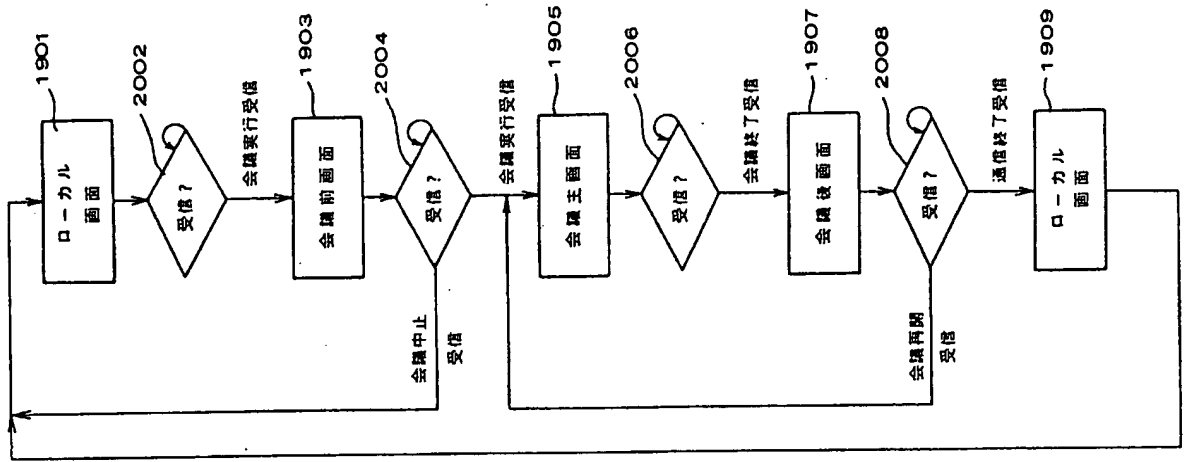 ローカル
画面
1901
受信?
2002
会議実行受信
会議前画面
1903
受信?
2004
会議中止
受信
会議実行受信
会議主画面
1905
受信?
2006
会議終了受信
会議後画面
1907
受信?
2008
会議再開
受信
通信終了受信
ローカル
画面
1909